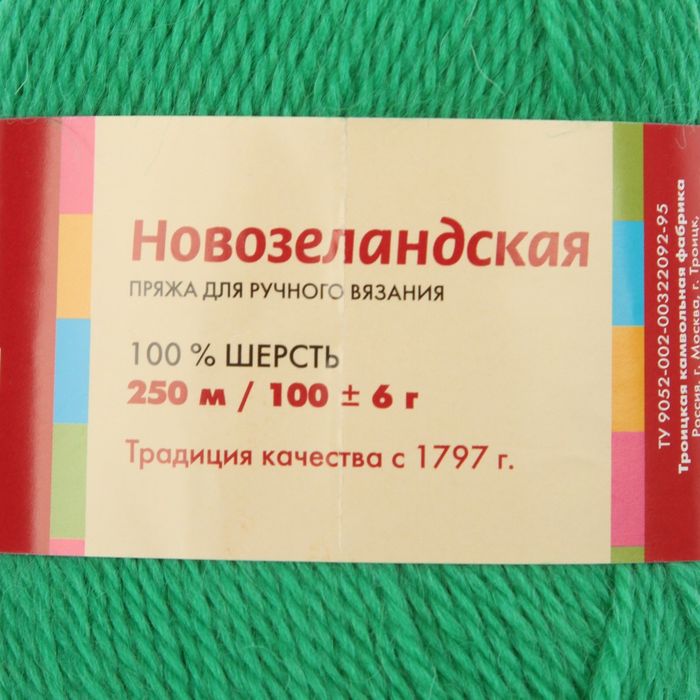 Новозеландская
ПРЯЖА ДЛЯ РУЧНОГО ВЯЗАНИЯ
100 % ШЕРСТЬ
250 м / 100 ± 6 г
Традиция качества с 1797 г.
ТУ 9052-002-00322092-95
Троицкая камвольная фабрика
Россия, г. Москва, г. Троицк,